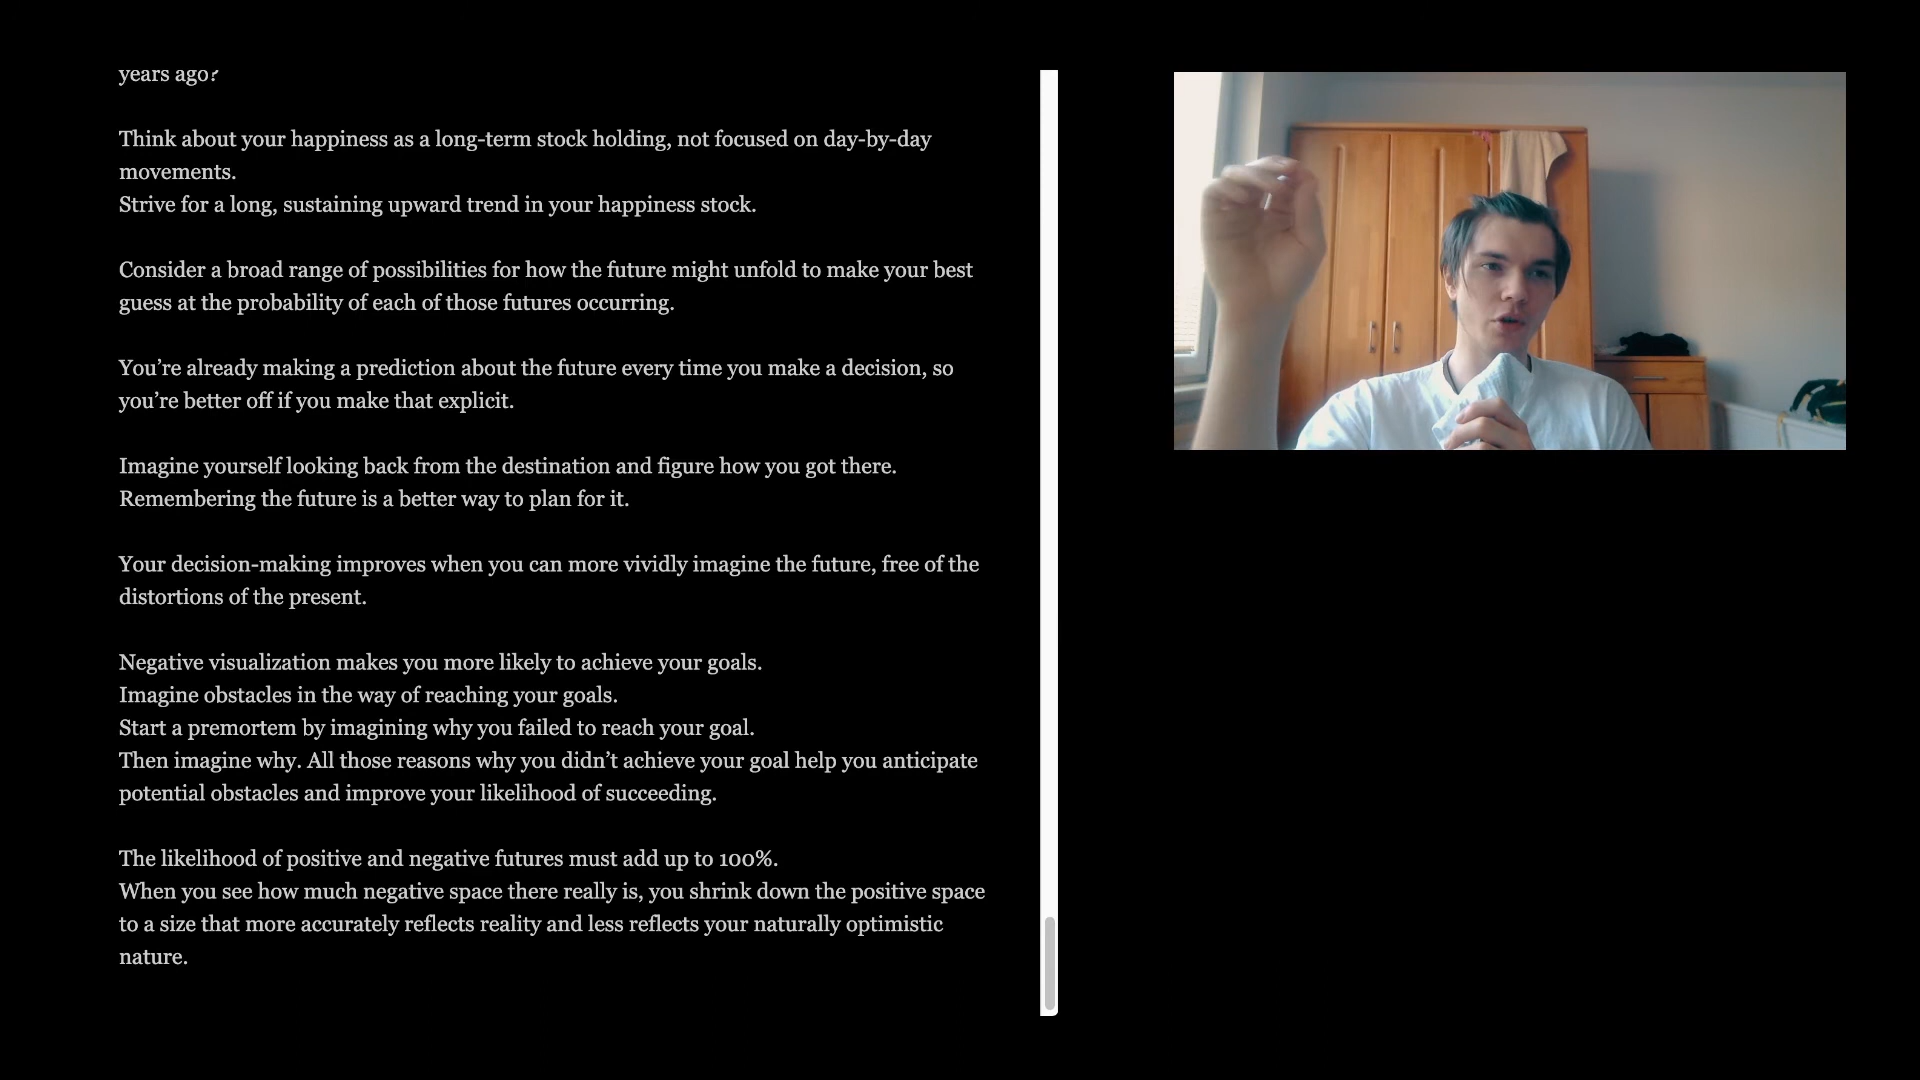 years ago?
Think about your happiness as a long-term stock holding, not focused on day-by-day
movements.
Strive for a long, sustaining upward trend in your happiness stock.
Consider a broad range of possibilities for how the future might unfold to make your best
guess at the probability of each of those futures occurring.
You’re already making a prediction about the future every time you make a decision, so
you’re better off if you make that explicit.
Imagine yourself looking back from the destination and figure how you got there.
Remembering the future is a better way to plan for it.
Your decision-making improves when you can more vividly imagine the future, free of the
distortions of the present.
Negative visualization makes you more likely to achieve your goals.
Imagine obstacles in the way of reaching your goals.
Start a premortem by imagining why you failed to reach your goal.
Then imagine why. All those reasons why you didn’t achieve your goal help you anticipate
potential obstacles and improve your likelihood of succeeding.
The likelihood of positive and negative futures must add up to 100%.
When you see how much negative space there really is, you shrink down the positive space
to a size that more accurately reflects reality and less reflects your naturally optimistic
nature.